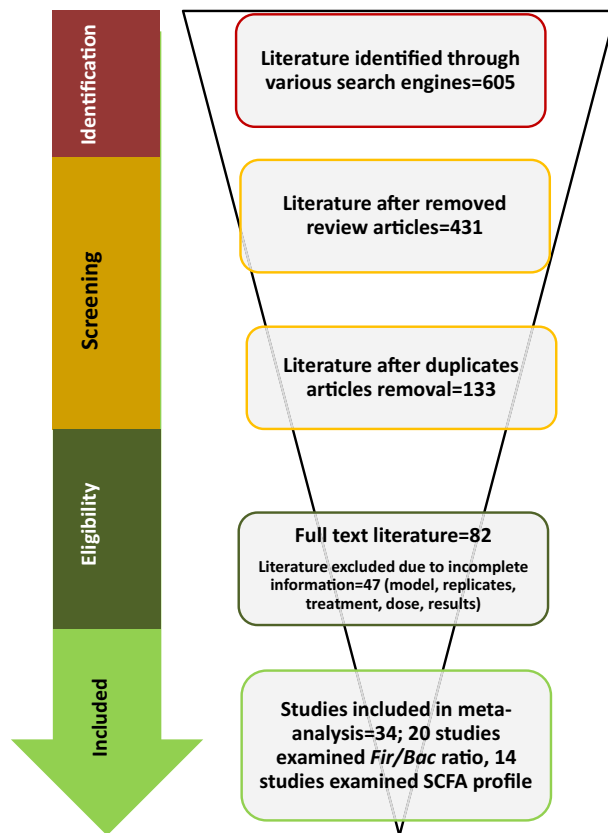 Identification
Literature identified through
various search engines=605
Screening
Literature after removed
review articles=431
Literature after duplicates
articles removal=133
Eligibility
Full text literature=82
Literature excluded due to incomplete
information=47 (model, replicates,
treatment, dose, results)
Included
Studies included in meta-
analysis=34; 20 studies
examined Fir/Bac ratio, 14
studies examined SCFA profile